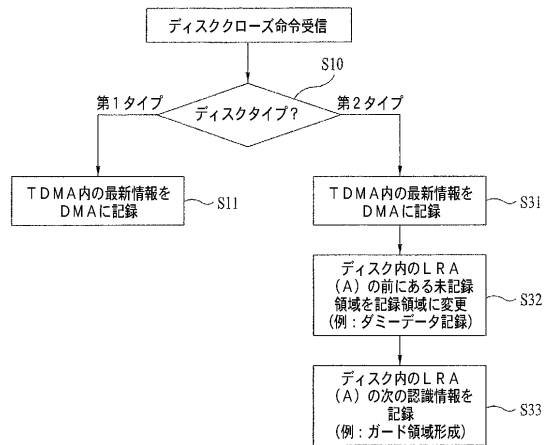 ディスククローズ命令受信
S10
第1タイプ
ディスクタイプ?
第2タイプ
TDMA内の最新情報を
DMAに記録
S11
TDMA内の最新情報を
DMAに記録
S31
ディスク内のLRA
(A)の前にある未記録
領域を記録領域に変更
(例:ダミーデータ記録)
S32
ディスク内のLRA
(A)の次の認識情報を
記録
(例:ガード領域形成)
S33